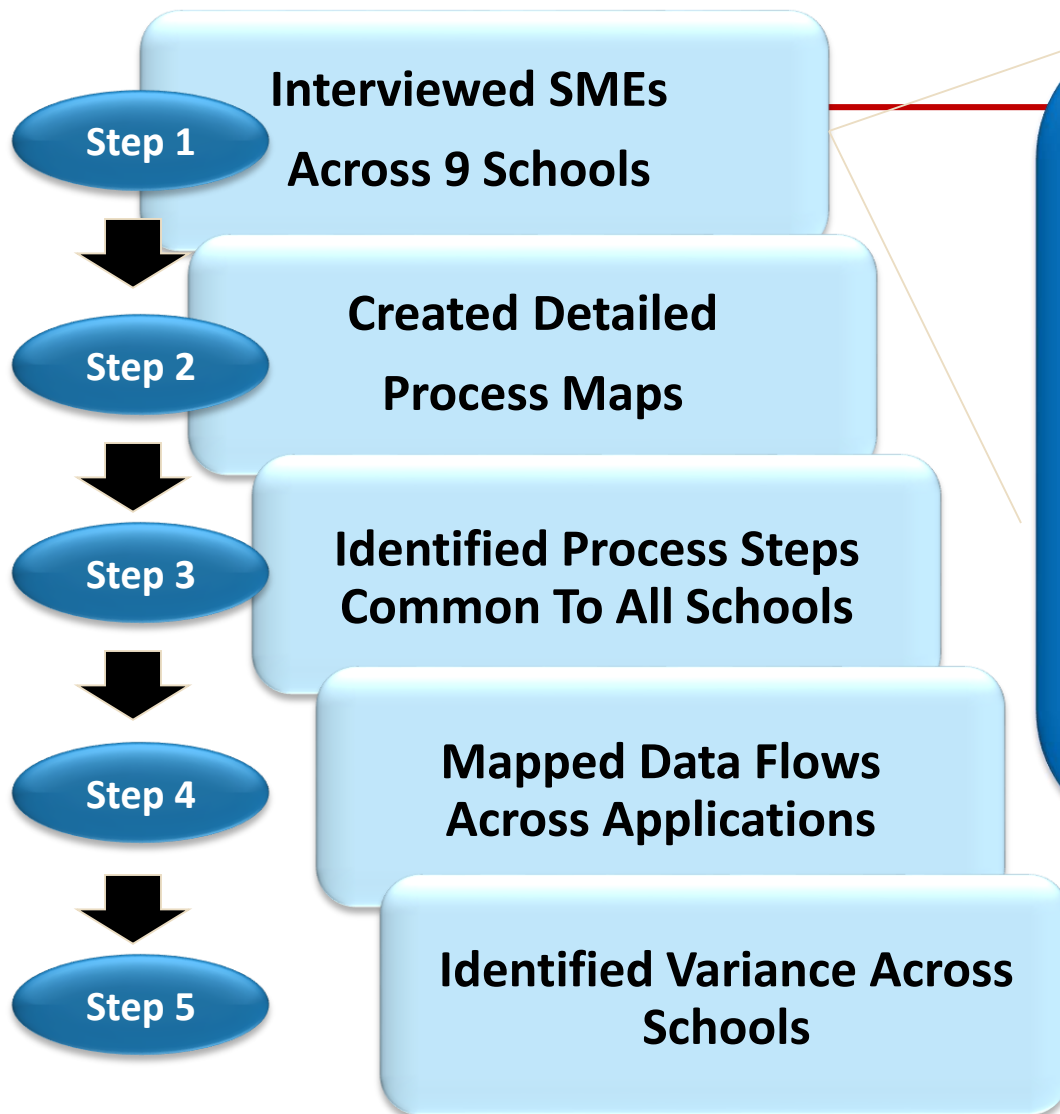 Step 1
Interviewed SMEs
Across 9 Schools
Step 2
Created Detailed
Process Maps
Step 3
Identified Process Steps
Common To All Schools
Step 4
Mapped Data Flows
Across Applications
Step 5
Identified Variance Across
Schools